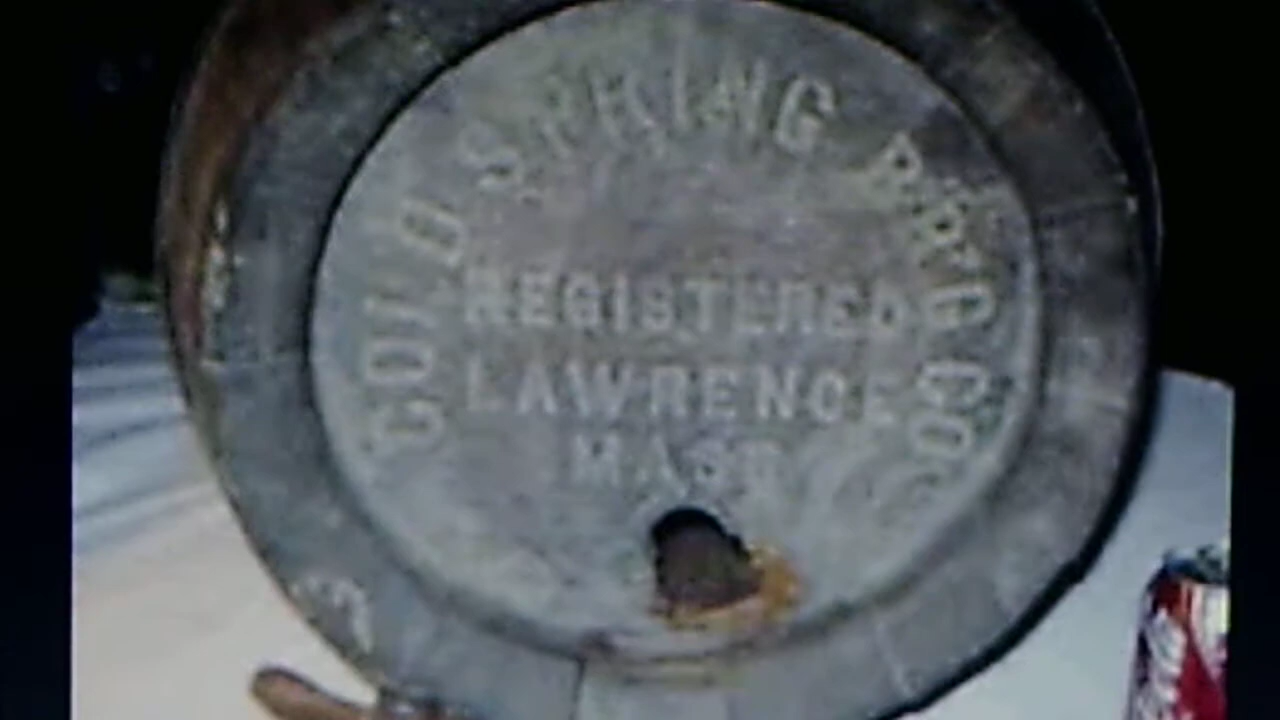 COLD SPRING BRG CO.
REGISTERED
LAWRENCE
MASS